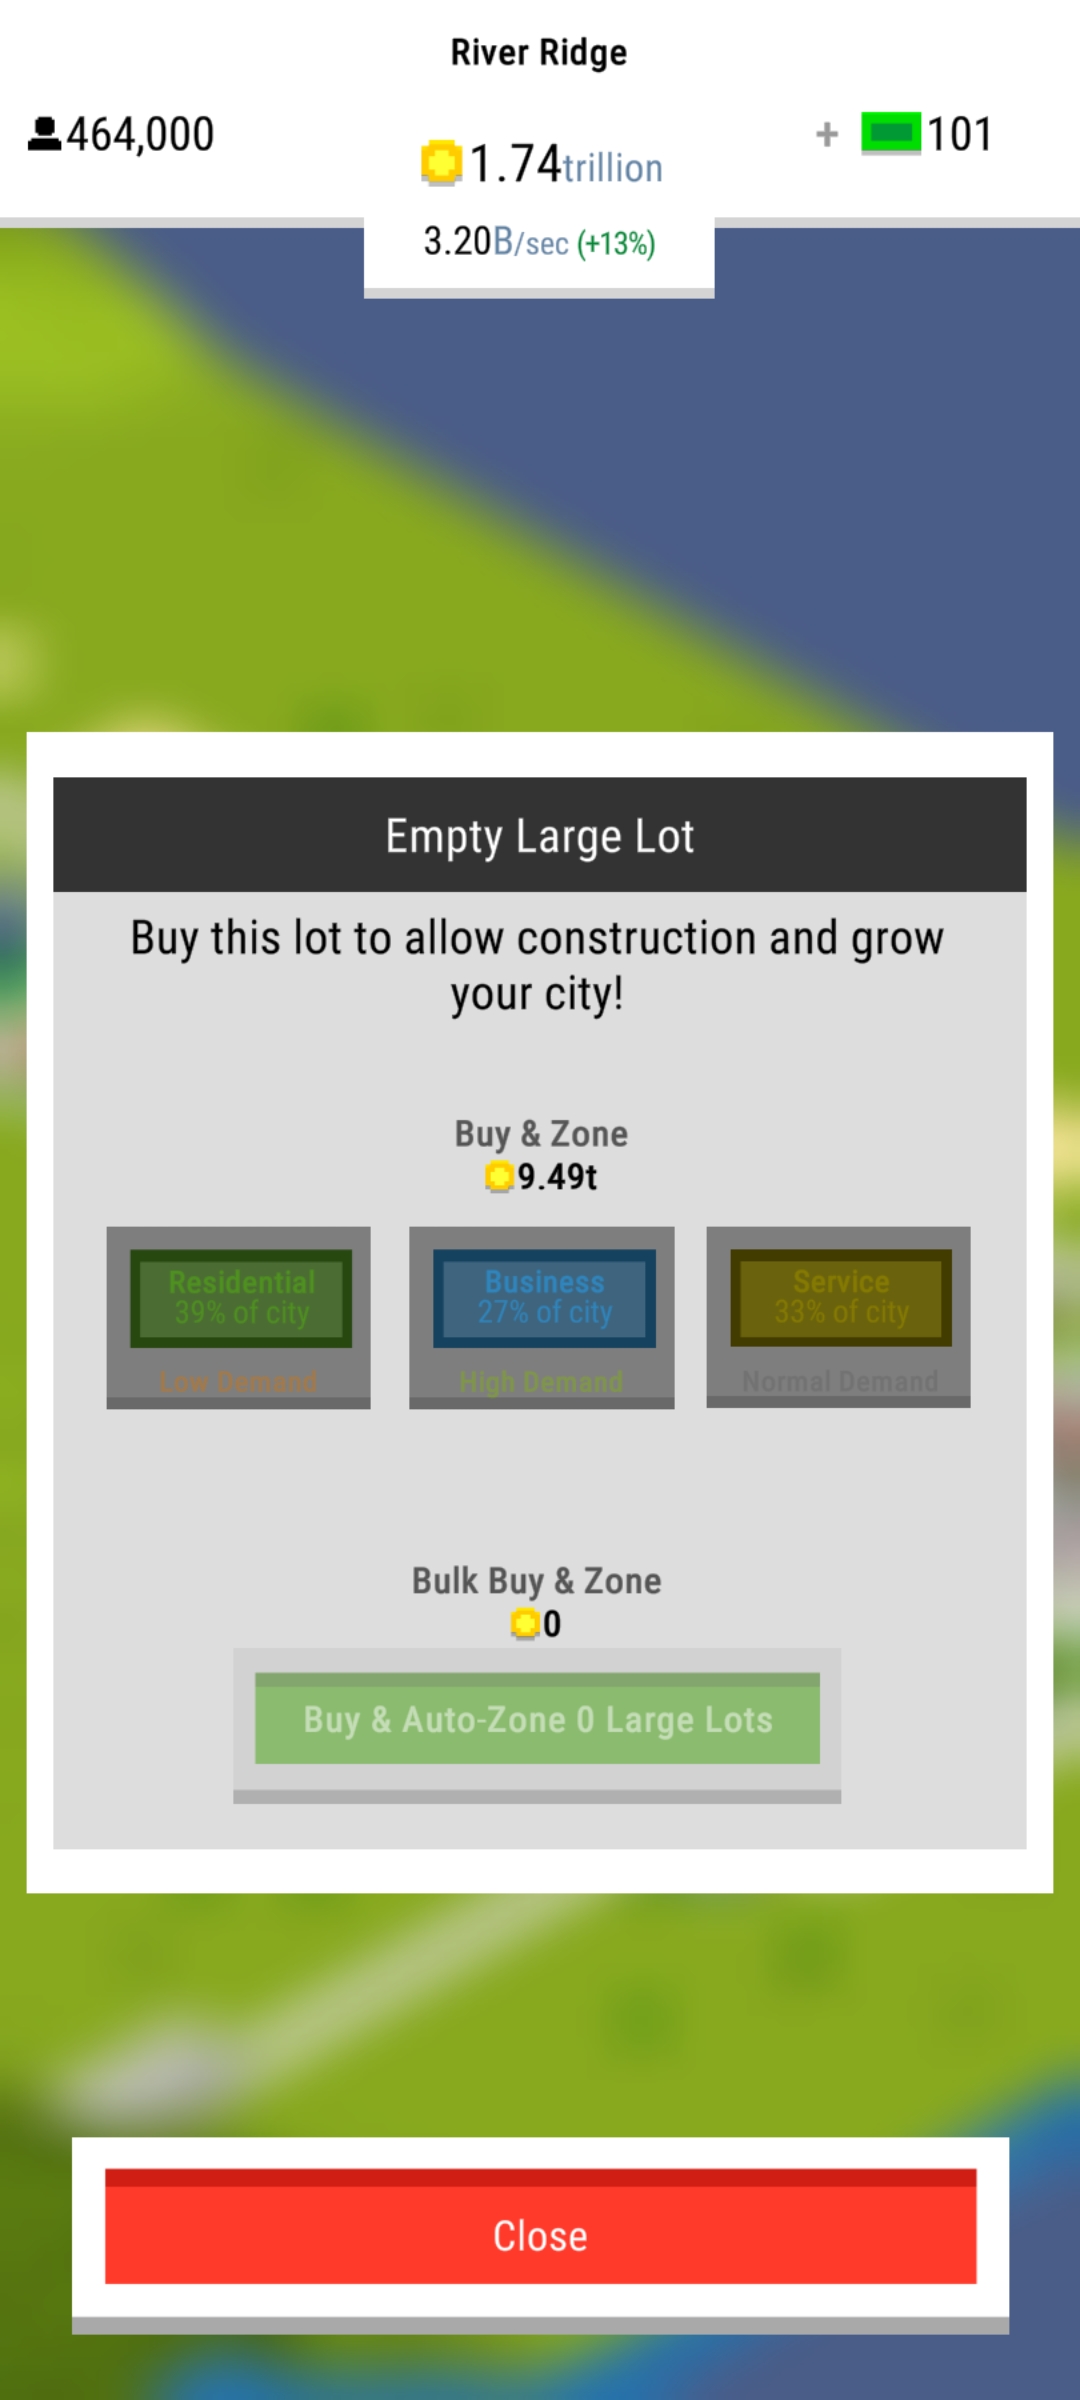 River Ridge
464,000
1.74trillion
+ 101
3.20B/sec (+13%)
Empty Large Lot
Buy this lot to allow construction and grow
your city!
Buy & Zone
9.49t
Residential
39% of city
Low Demand
Business
27% of city
High Demand
Service
33% of city
Normal Demand
Bulk Buy & Zone
0
Buy & Auto-Zone 0 Large Lots
Close